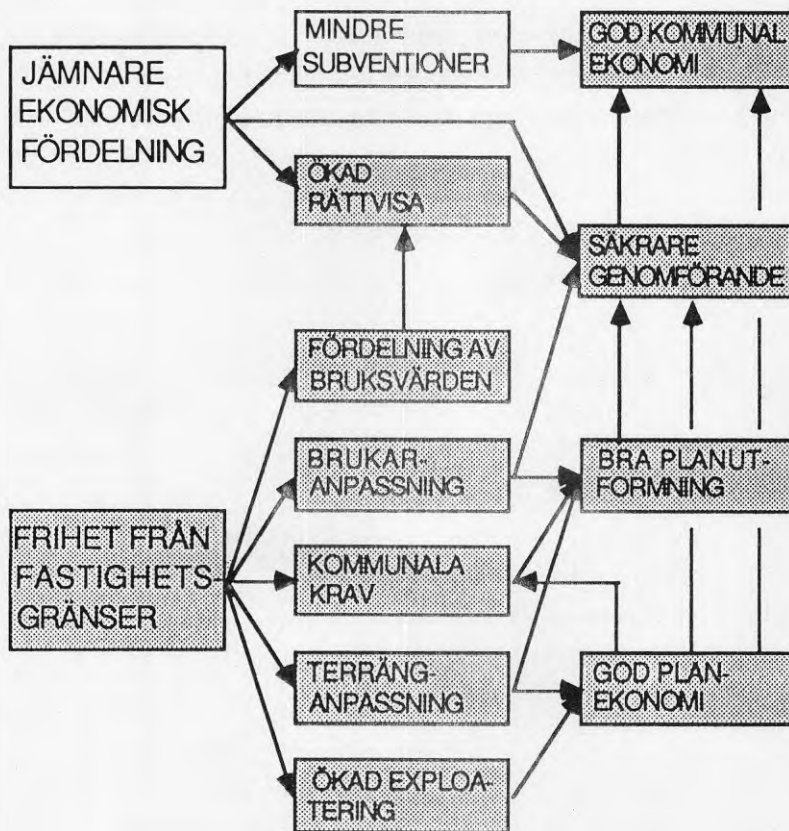 JÄMNARE
EKONOMISK
FÖRDELNING
MINDRE
SUBVENTIONER
GOD KOMMUNAL
EKONOMI
ÖKAD
RÄTTVISA
SÄKRARE
GENOMFÖRANDE
FÖRDELNING AV
BRUKSVÄRDEN
BRUKAR-
ANPASSNING
BRA PLANUT-
FORMNING
FRIHET FRÅN
FASTIGHETS-
GRÄNSER
KOMMUNALA
KRAV
TERRÄNG-
ANPASSNING
GOD PLAN-
EKONOMI
ÖKAD EXPLOA-
TERING